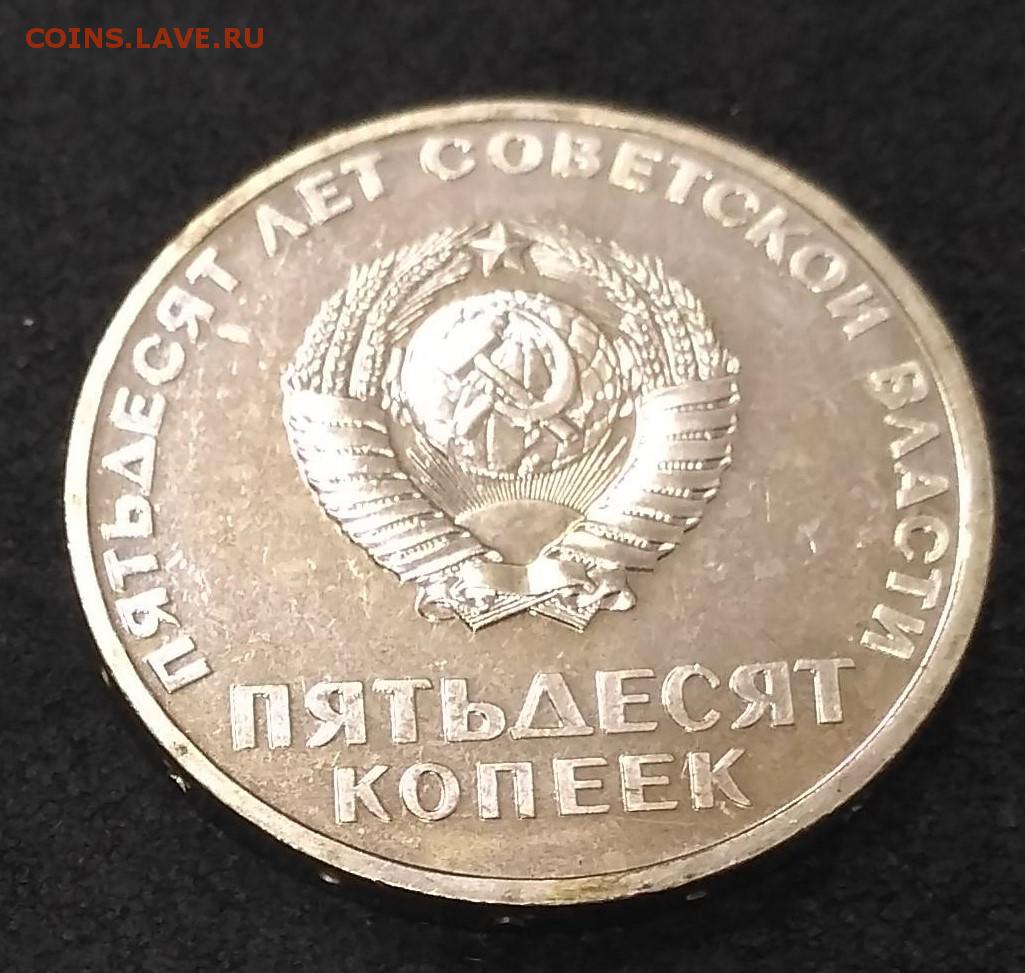 COINS.LAVE.RU
ПЯТЬДЕСЯТ ЛЕТ СОВЕТСКОЙ ВЛАСТИ
ПЯТЬДЕСЯТ
КОПЕЕК